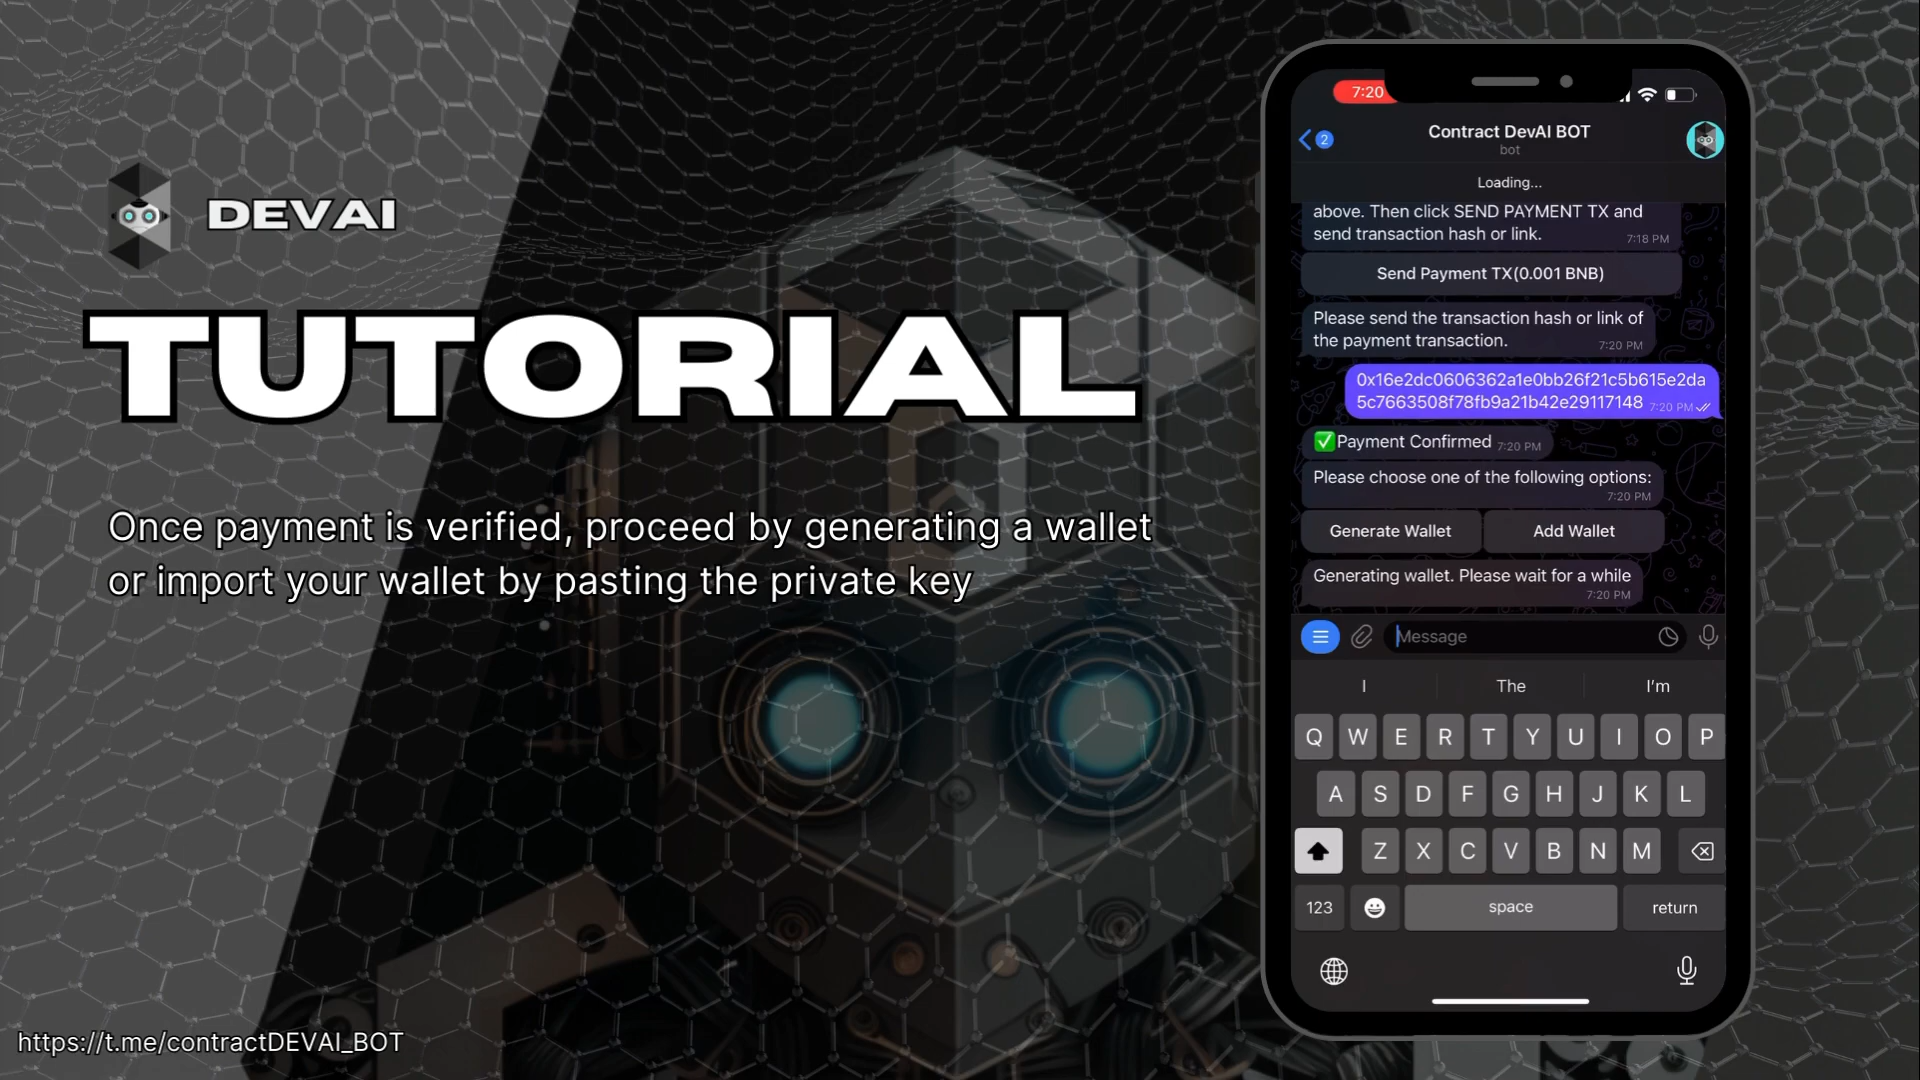 DEVAI
TUTORIAL
Once payment is verified, proceed by generating a wallet
or import your wallet by pasting the private key
https://t.me/contractDEVAI_BOT
7:20
2
Contract DevAI BOT
bot
Loading...
above. Then click SEND PAYMENT TX and
send transaction hash or link. 7:18 PM
Send Payment TX(0.001 BNB)
Please send the transaction hash or link of
the payment transaction. 7:20 PM
0x16e2dc0606362a1e0bb26f21c5b615e2da
5c7663508f78fb9a21b42e29117148 7:20 PM
✅Payment Confirmed 7:20 PM
Please choose one of the following options:
7:20 PM
Generate Wallet Add Wallet
Generating wallet. Please wait for a while
7:20 PM
Message
I The I'm
Q W E R T Y U I O P
A S D F G H J K L
Z X C V B N M
123 space return